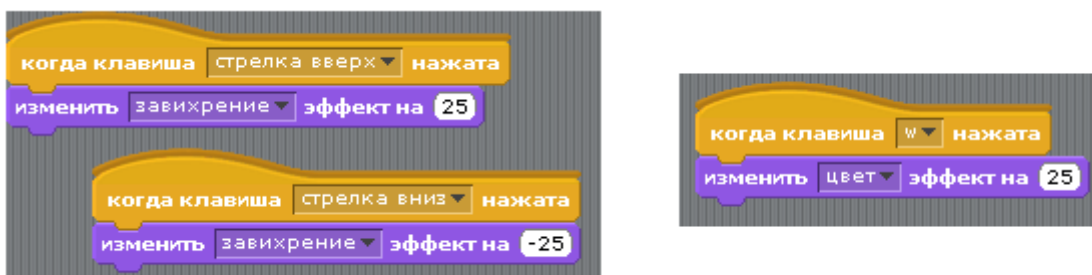 когда клавиша стрелка вверх нажата
изменить завихрение эффект на 25
когда клавиша стрелка вниз нажата
изменить завихрение эффект на -25
когда клавиша w нажата
изменить цвет эффект на 25